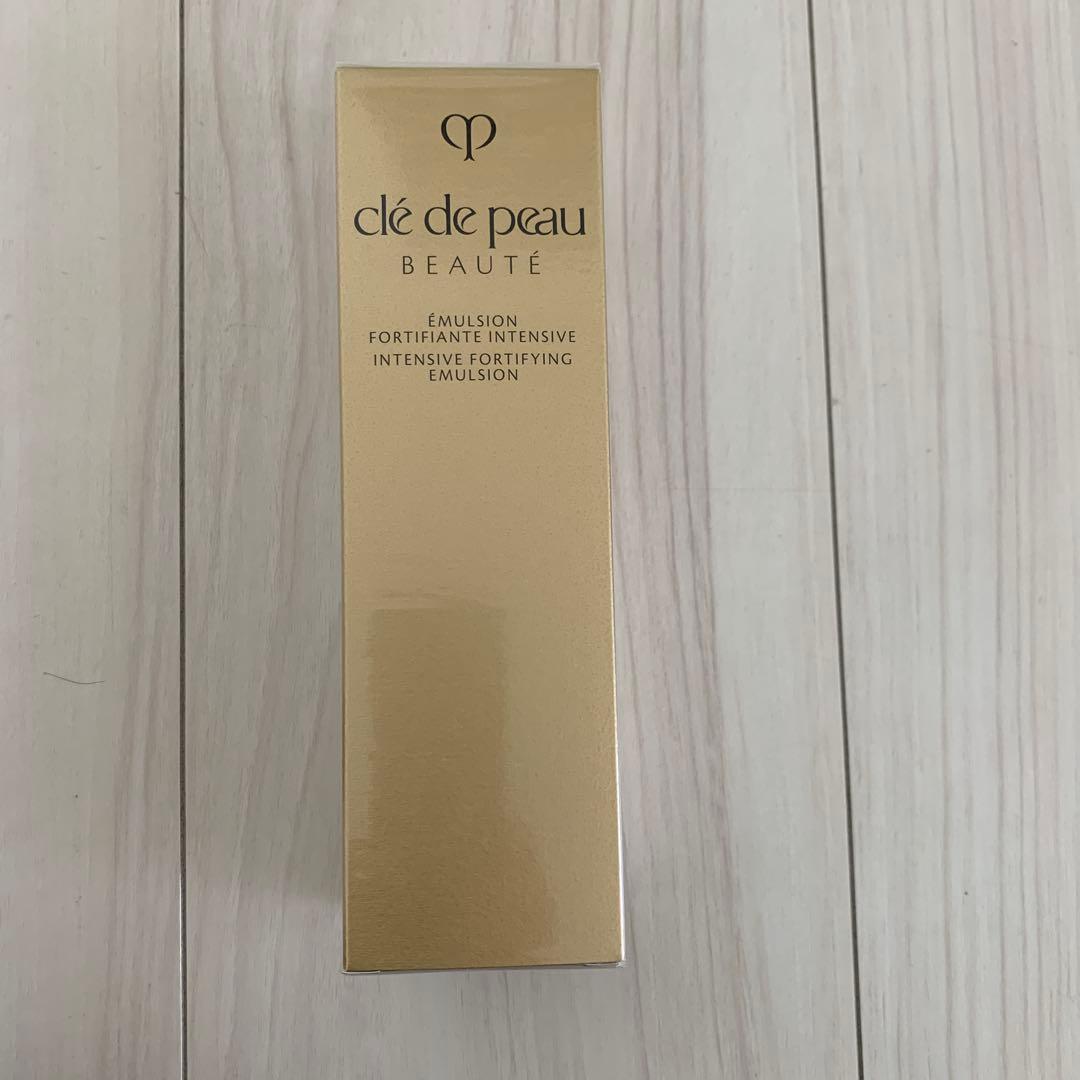 clé de peau
BEAUTÉ
ÉMULSION
FORTIFIANTE INTENSIVE
INTENSIVE FORTIFYING
EMULSION